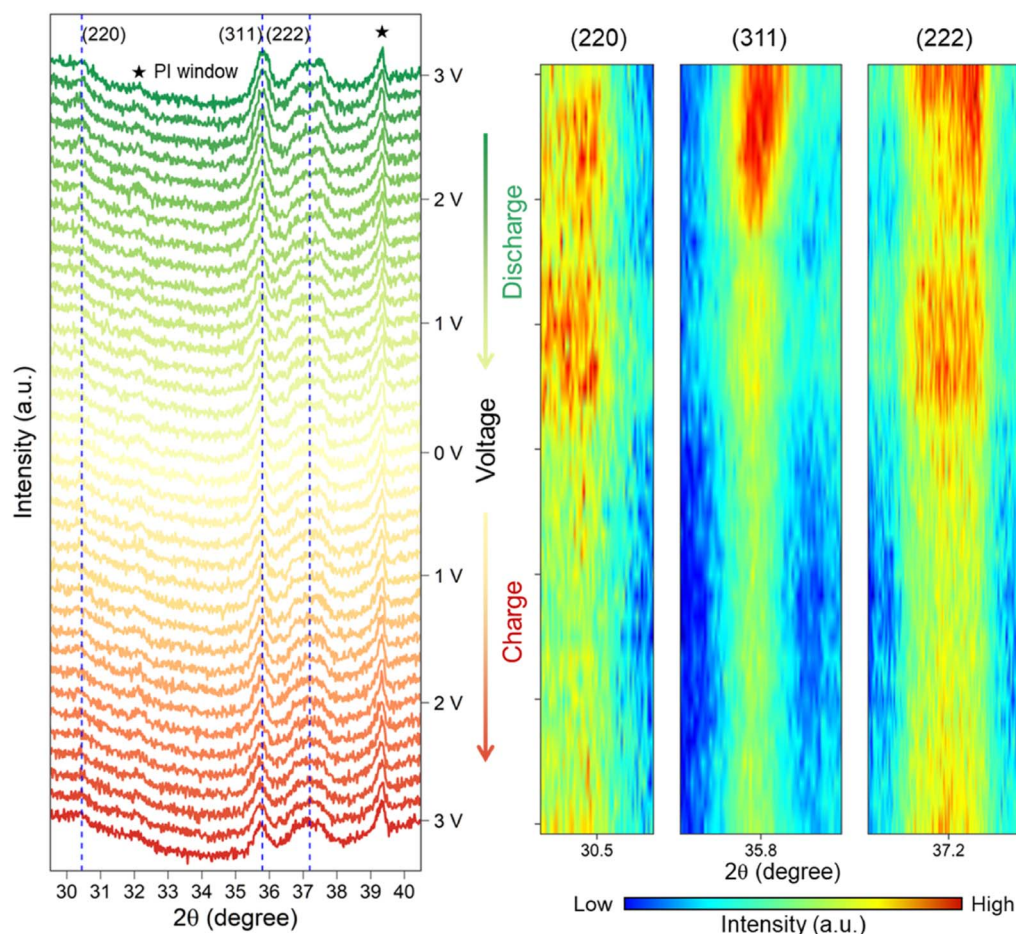 (220) (311) (222) ★
★ PI window
3 V
2 V
1 V
0 V
1 V
2 V
3 V
Intensity (a.u.)
30 31 32 33 34 35 36 37 38 39 40
2θ (degree)
Discharge
Voltage
Charge
(220) (311) (222)
30.5 35.8 37.2
2θ (degree)
Low High
Intensity (a.u.)